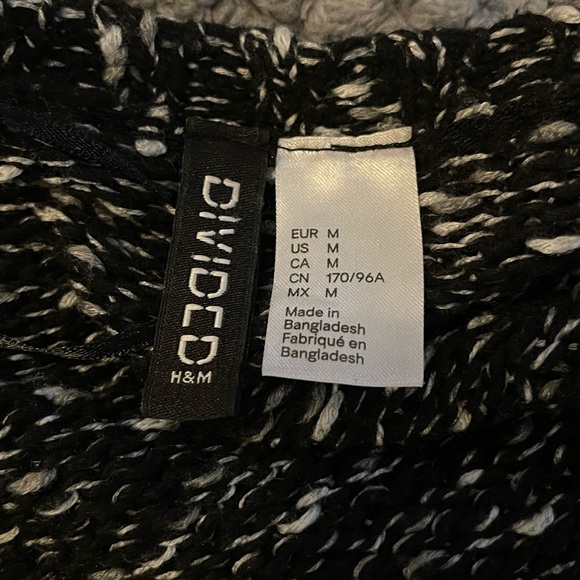 DIVIDED
H&M
EUR M
US M
CA M
CN 170/96A
MX M
Made in
Bangladesh
Fabriqué en
Bangladesh